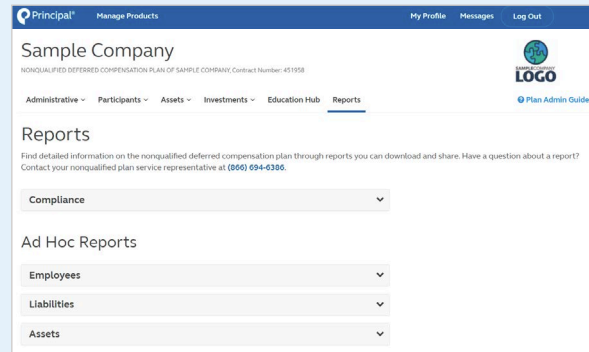 Principal®
Manage Products
My Profile
Messages
Log Out
Sample Company
NONQUALIFIED DEFERRED COMPENSATION PLAN OF SAMPLE COMPANY, Contract Number: 451958
SAMPLECOMPANY
LOGO
Administrative
Participants
Assets
Investments
Education Hub
Reports
Plan Admin Guide
Reports
Find detailed information on the nonqualified deferred compensation plan through reports you can download and share. Have a question about a report?
Contact your nonqualified plan service representative at (866) 694-6386.
Compliance
Ad Hoc Reports
Employees
Liabilities
Assets